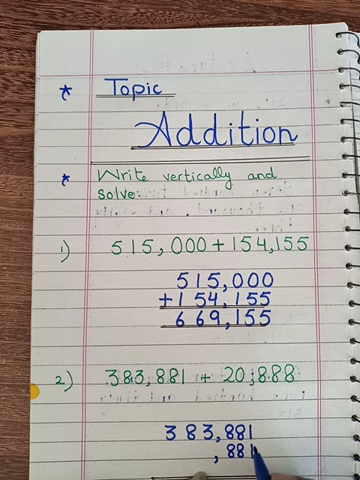 * Topic
Addition
* Write vertically and
solve:
1) 515,000 + 154,155
515,000
+154,155
669,155
2) 383,881 + 20,888
383,881
,881